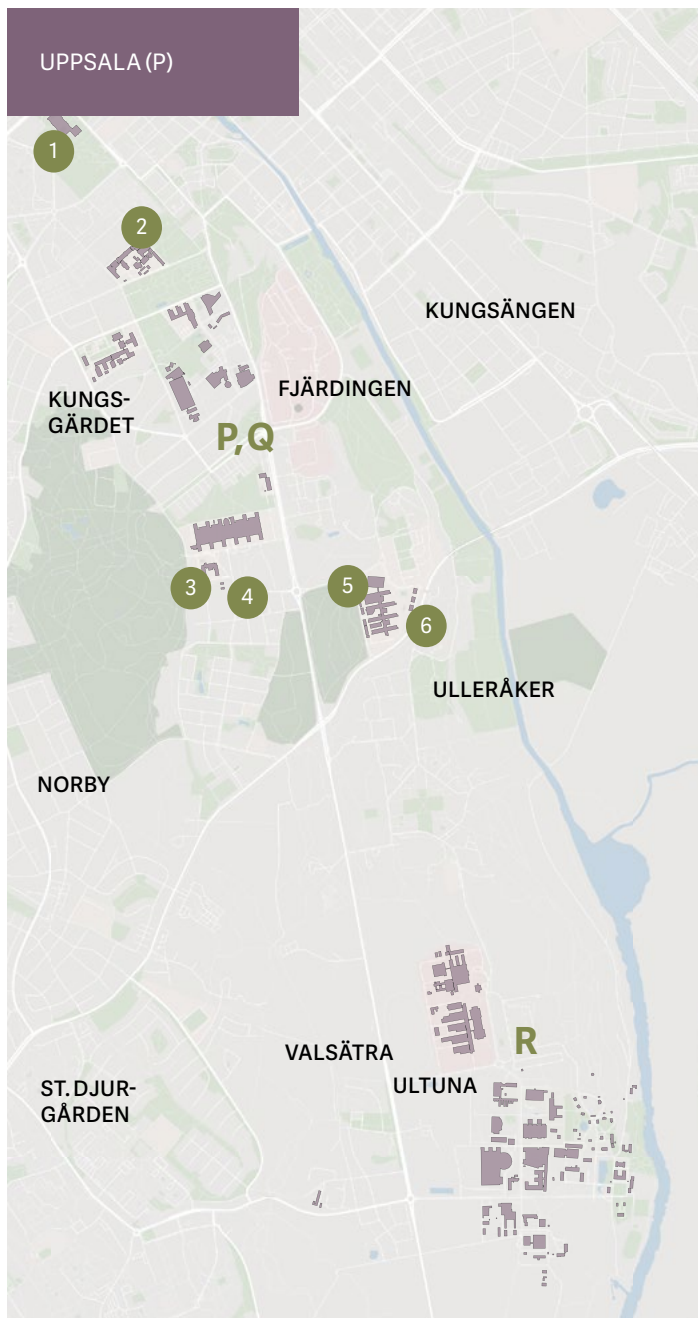 UPPSALA (P)
1
2
KUNGSÄNGEN
FJÄRDINGEN
KUNGS-
GÄRDET
P, Q
3
4
5
6
ULLERÅKER
NORBY
VALSÄTRA
R
ULTUNA
ST. DJUR-
GÅRDEN